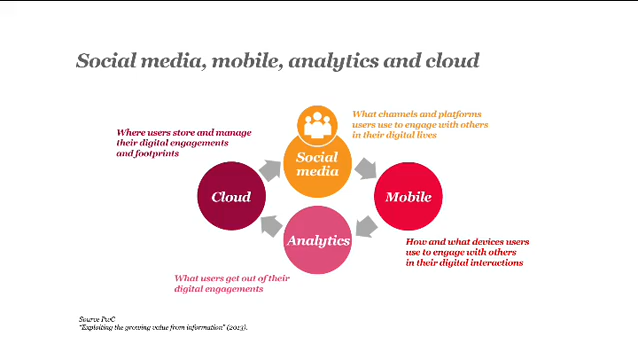 Social media, mobile, analytics and cloud
What channels and platforms
users use to engage with others
in their digital lives
Where users store and manage
their digital engagements
and footprints
Social
media
Cloud
Mobile
Analytics
How and what devices users
use to engage with others
in their digital interactions
What users get out of their
digital engagements
Source PwC
"Exploiting the growing value from information" (2013).